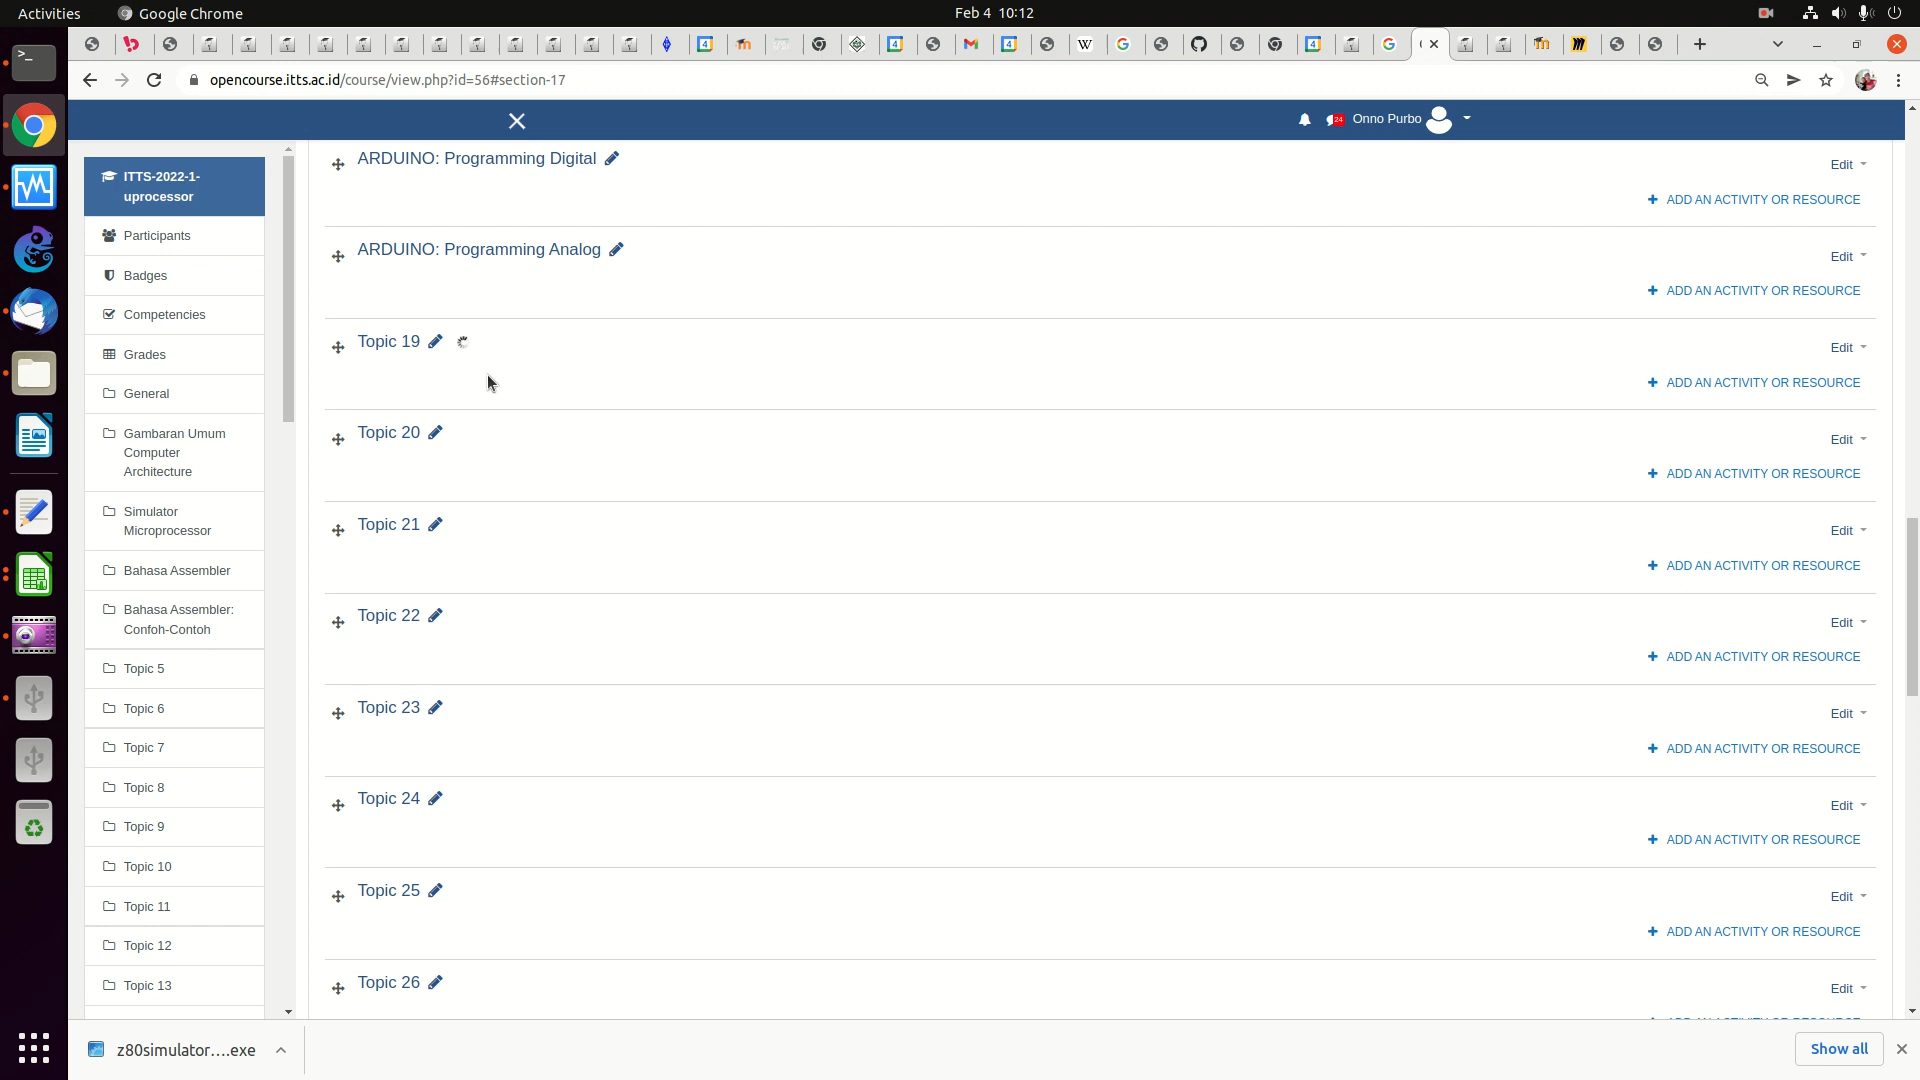 Activities
Google Chrome
Feb 4 10:12
opencourse.itts.ac.id/course/view.php?id=56#section-17
24
Onno Purbo
ITTS-2022-1-
uprocessor
Participants
Badges
Competencies
Grades
General
Gambaran Umum
Computer
Architecture
Simulator
Microprocessor
Bahasa Assembler
Bahasa Assembler:
Confoh-Contoh
Topic 5
Topic 6
Topic 7
Topic 8
Topic 9
Topic 10
Topic 11
Topic 12
Topic 13
ARDUINO: Programming Digital
Edit
+ ADD AN ACTIVITY OR RESOURCE
ARDUINO: Programming Analog
Edit
+ ADD AN ACTIVITY OR RESOURCE
Topic 19
Edit
+ ADD AN ACTIVITY OR RESOURCE
Topic 20
Edit
+ ADD AN ACTIVITY OR RESOURCE
Topic 21
Edit
+ ADD AN ACTIVITY OR RESOURCE
Topic 22
Edit
+ ADD AN ACTIVITY OR RESOURCE
Topic 23
Edit
+ ADD AN ACTIVITY OR RESOURCE
Topic 24
Edit
+ ADD AN ACTIVITY OR RESOURCE
Topic 25
Edit
+ ADD AN ACTIVITY OR RESOURCE
Topic 26
Edit
z80simulator....exe
Show all